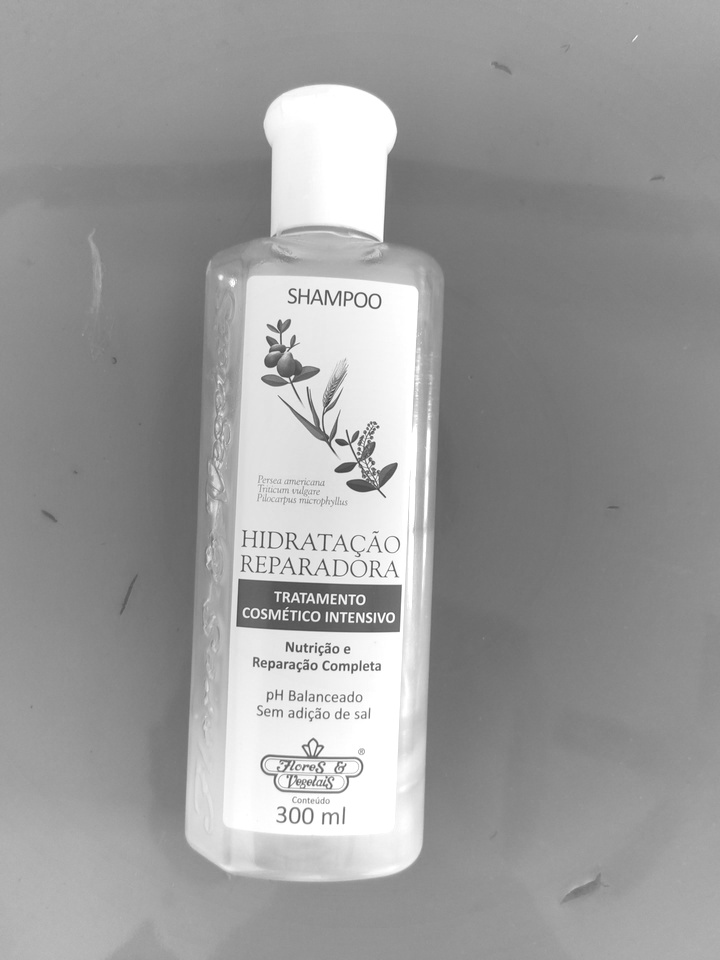 SHAMPOO
Persea americana
Triticum vulgare
Pilocarpus microphyllus
HIDRATAÇÃO
REPARADORA
TRATAMENTO
COSMÉTICO INTENSIVO
Nutrição e
Reparação Completa
pH Balanceado
Sem adição de sal
FloreS &
VegetaiS
®
Conteúdo
300 ml